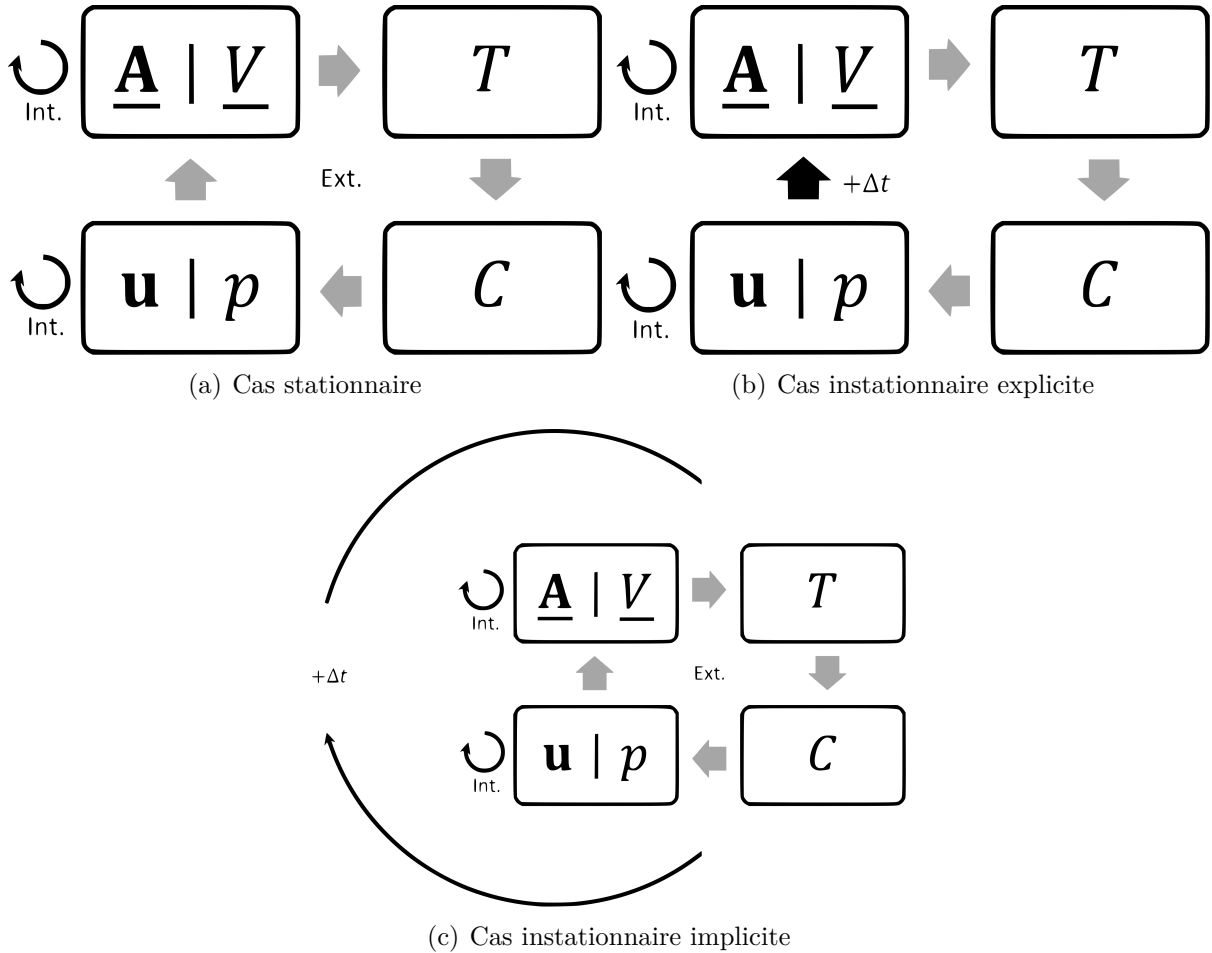 A | V
T
Int.
Ext.
u | p
C
Int.
(a) Cas stationnaire
A | V
T
Int.
+Δt
u | p
C
Int.
(b) Cas instationnaire explicite
A | V
T
Int.
+Δt
Ext.
u | p
C
Int.
(c) Cas instationnaire implicite